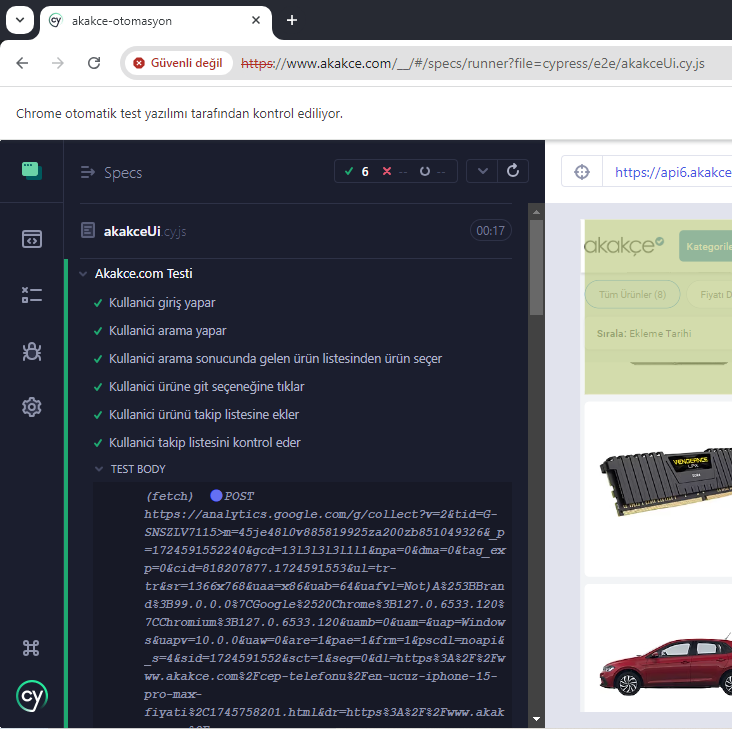 akakce-otomasyon
Güvenli değil
https://www.akakce.com/__/#/specs/runner?file=cypress/e2e/akakceUi.cy.js
Chrome otomatik test yazılımı tarafından kontrol ediliyor.
Specs
6 -- --
https://api6.akakce
akakceUi.cy.js 00:17
akakçe
Kategorile
Tüm Ürünler (8)
Fiyatı D
Sırala: Ekleme Tarihi
Akakce.com Testi
Kullanici giriş yapar
Kullanici arama yapar
Kullanici arama sonucunda gelen ürün listesinden ürün seçer
Kullanici ürüne git seçeneğine tıklar
Kullanici ürünü takip listesine ekler
Kullanici takip listesini kontrol eder
TEST BODY
(fetch) POST
https://analytics.google.com/g/collect?v=2&tid=G-
SNSZLV7115>m=45je48l0v885819925za200zb851049326&_p
=1724591552240&gcd=13l3l3l3l1l1&npa=0&dma=0&tag_ex
p=0&cid=818207877.1724591553&ul=tr-
tr&sr=1366x768&uaa=x86&uab=64&uafvl=Not)A%253BBran
d%3B99.0.0.0%7CGoogle%2520Chrome%3B127.0.6533.120%
7CChromium%3B127.0.6533.120&uamb=0&uam=&uap=Window
s&uapv=10.0.0&uaw=0&are=1&pae=1&frm=1&pscdl=noapi&
_s=4&sid=1724591552&sct=1&seg=0&dl=https%3A%2F%2Fw
ww.akakce.com%2Fcep-telefonu%2Fen-ucuz-iphone-15-
pro-max-
fiyati%2C1745758201.html&dr=https%3A%2F%2Fwww.akak
VENGEANCE
LPX
DDR4
cy